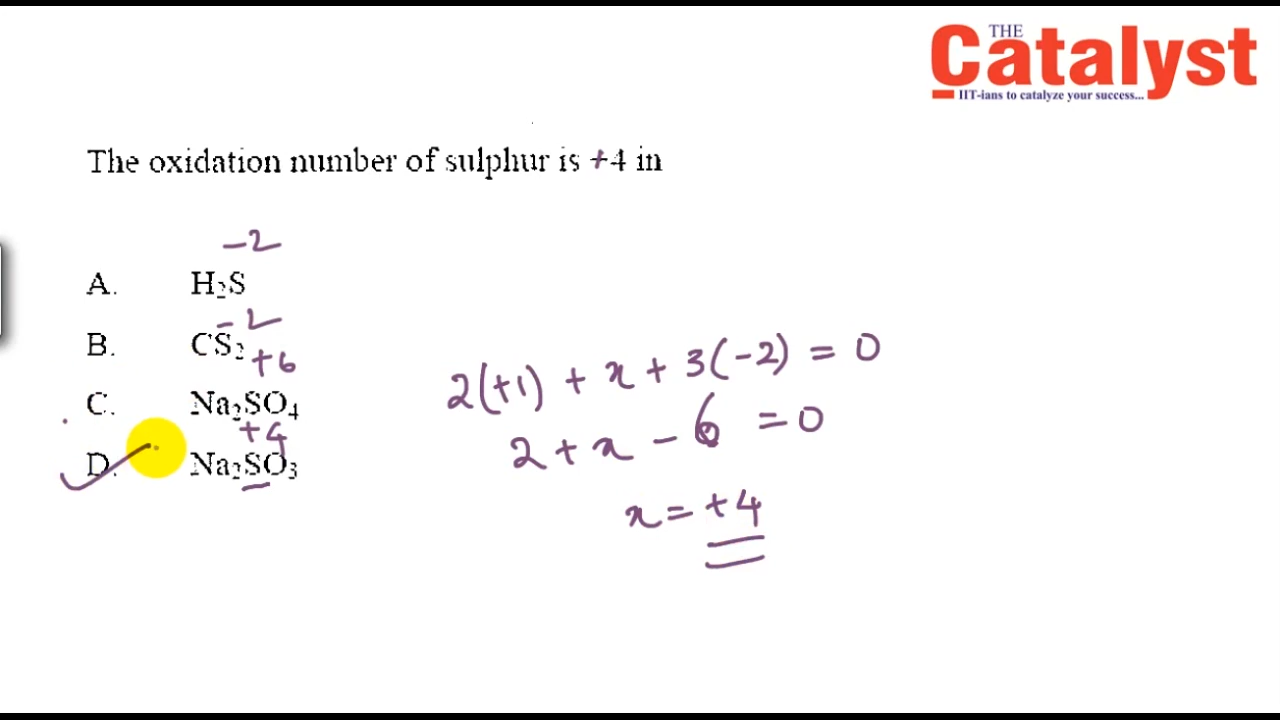 THE
Catalyst
IIT-ians to catalyze your success...
The oxidation number of sulphur is +4 in
-2
A. H₂S
-2
B. CS₂
+6
C. Na₂SO₄
+4
D. Na₂SO₃
2(+1) + x + 3(-2) = 0
2 + x - 6 = 0
x = +4